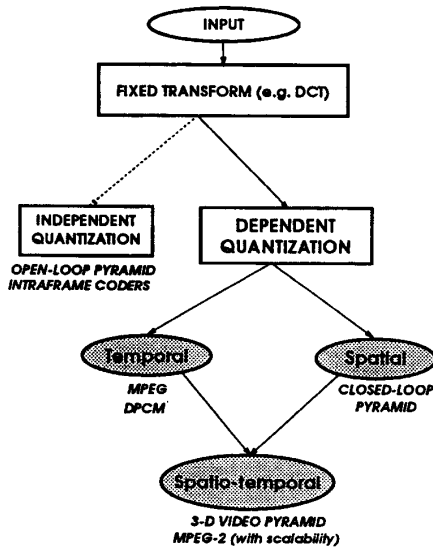 INPUT
FIXED TRANSFORM (e.g. DCT)
INDEPENDENT
QUANTIZATION
OPEN-LOOP PYRAMID
INTRAFRAME CODERS
DEPENDENT
QUANTIZATION
Temporal
MPEG
DPCM
Spatial
CLOSED-LOOP
PYRAMID
Spatio-temporal
3-D VIDEO PYRAMID
MPEG-2 (with scalability)